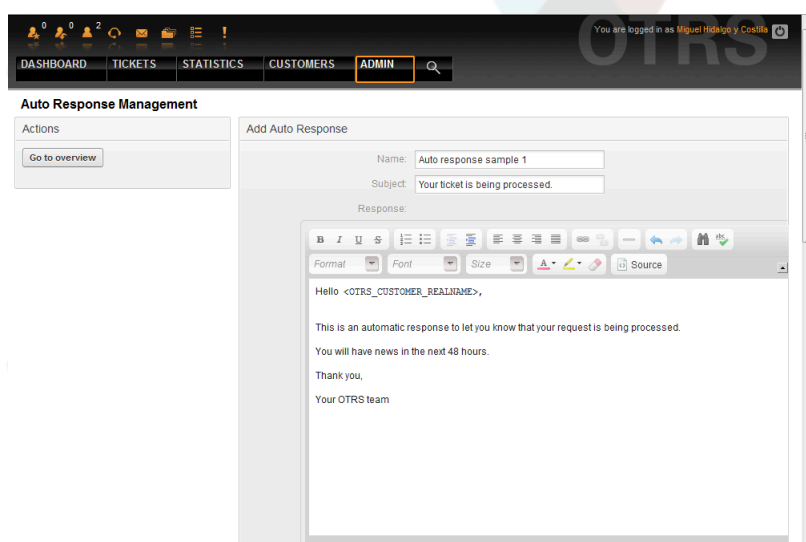 0 0 2
You are logged in as Miguel Hidalgo y Costilla
OTRS
DASHBOARD TICKETS STATISTICS CUSTOMERS ADMIN
Auto Response Management
Actions
Go to overview
Add Auto Response
Name: Auto response sample 1
Subject: Your ticket is being processed.
Response:
B I U S
Format Font Size A Source
Hello <OTRS_CUSTOMER_REALNAME>,
This is an automatic response to let you know that your request is being processed.
You will have news in the next 48 hours.
Thank you,
Your OTRS team